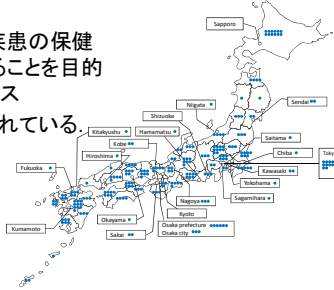 疾患の保健
ることを目的
ス
れている.
Sapporo
Niigata
Sendai
Shizuoka
Kitakyushu
Hamamatsu
Saitama
Kobe
Chiba
Toky
Hiroshima
Fukuoka
Kawasaki
Yokohama
Nagoya
Sagamihara
Kyoto
Okayama
Osaka prefecture
Osaka city
Kumamoto
Sakai